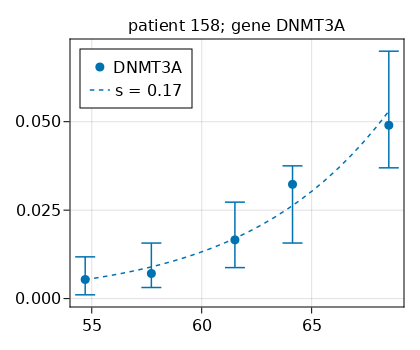 patient 158; gene DNMT3A
DNMT3A
s = 0.17
0.050
0.025
0.000
55
60
65